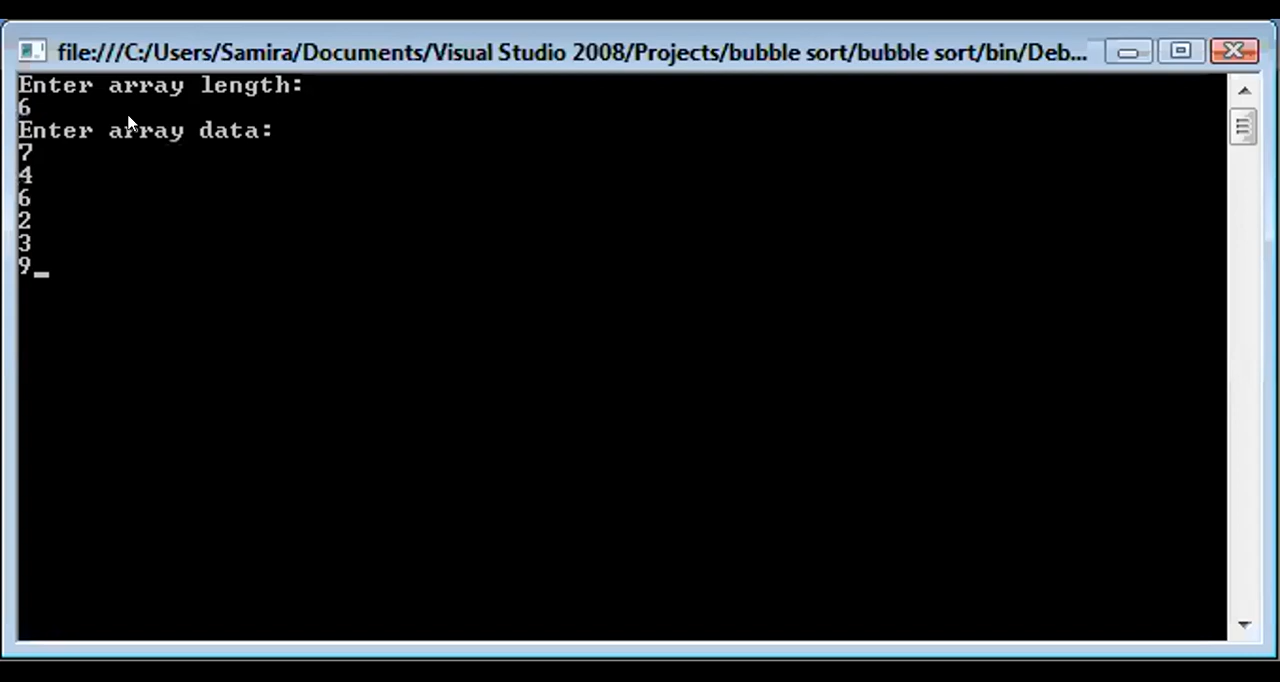 file:///C:/Users/Samira/Documents/Visual Studio 2008/Projects/bubble sort/bubble sort/bin/Deb...
Enter array length:
6
Enter array data:
7
4
6
2
3
9_